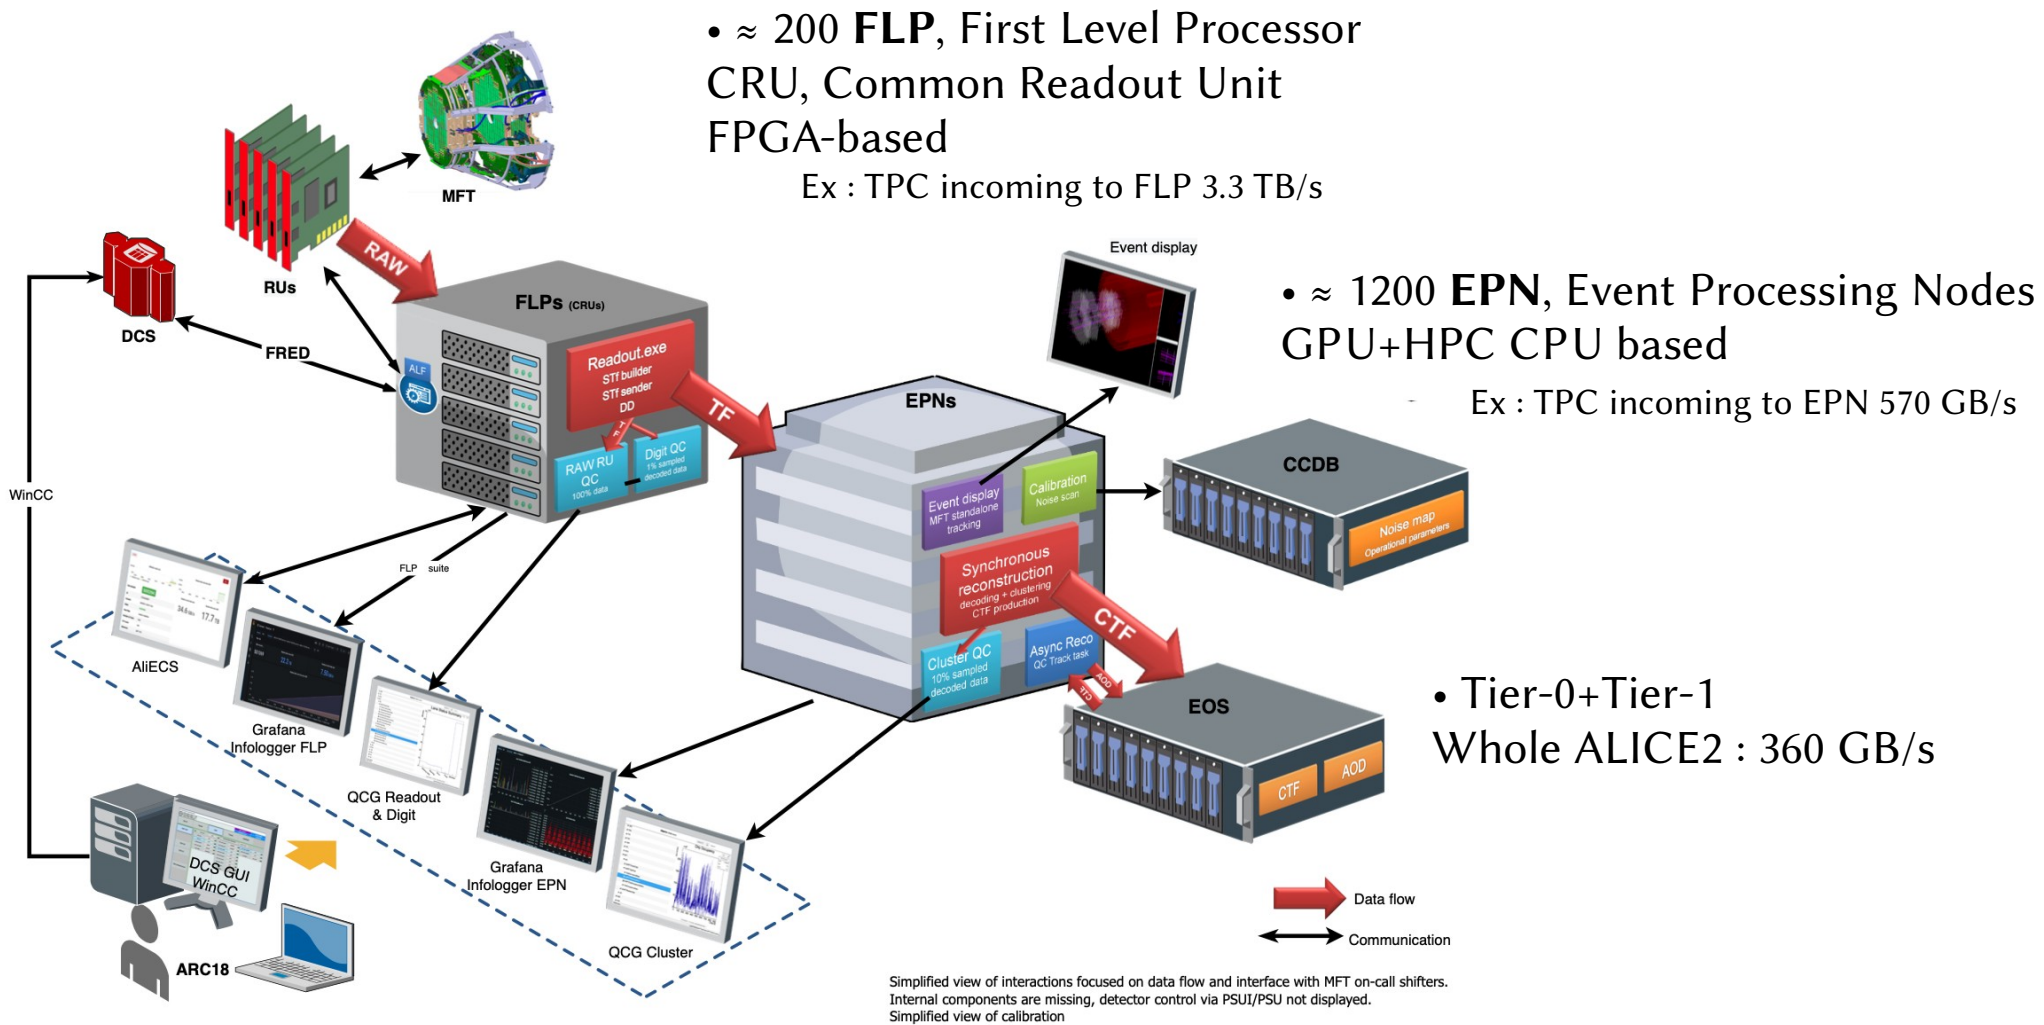 • ≈ 200 FLP, First Level Processor
CRU, Common Readout Unit
FPGA-based
Ex : TPC incoming to FLP 3.3 TB/s
MFT
RUs
RAW
DCS
FRED
WinCC
FLPs (CRUs)
ALF
Readout.exe
STf builder
STf sender
DD
TF
RAW RU
QC
100% data
Digit QC
1% sampled
decoded data
TF
Event display
• ≈ 1200 EPN, Event Processing Nodes
GPU+HPC CPU based
Ex : TPC incoming to EPN 570 GB/s
EPNs
Event display
MFT standalone
tracking
Calibration
Noise scan
Synchronous
reconstruction
decoding + clustering
CTF production
Cluster QC
10% sampled
decoded data
Async Reco
QC Track task
CTF
AOD
CTF
CCDB
Noise map
Operational parameters
EOS
CTF
AOD
• Tier-0+Tier-1
Whole ALICE2 : 360 GB/s
FLP suite
AliECS
Grafana
Infologger FLP
QCG Readout
& Digit
Grafana
Infologger EPN
QCG Cluster
DCS GUI
WinCC
ARC18
Data flow
Communication
Simplified view of interactions focused on data flow and interface with MFT on-call shifters.
Internal components are missing, detector control via PSUI/PSU not displayed.
Simplified view of calibration